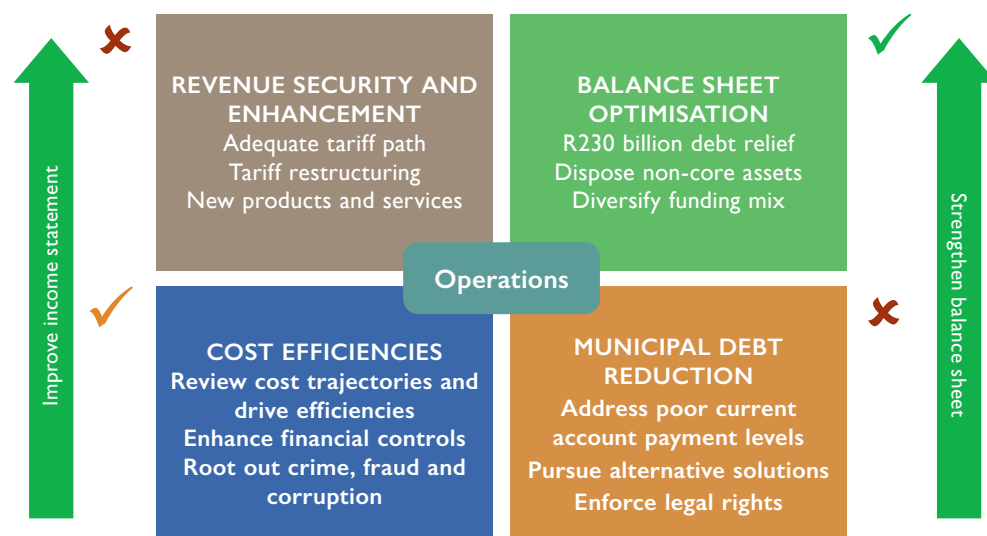 Improve income statement
REVENUE SECURITY AND
ENHANCEMENT
Adequate tariff path
Tariff restructuring
New products and services
BALANCE SHEET
OPTIMISATION
R230 billion debt relief
Dispose non-core assets
Diversify funding mix
Operations
COST EFFICIENCIES
Review cost trajectories and
drive efficiencies
Enhance financial controls
Root out crime, fraud and
corruption
MUNICIPAL DEBT
REDUCTION
Address poor current
account payment levels
Pursue alternative solutions
Enforce legal rights
Strengthen balance sheet